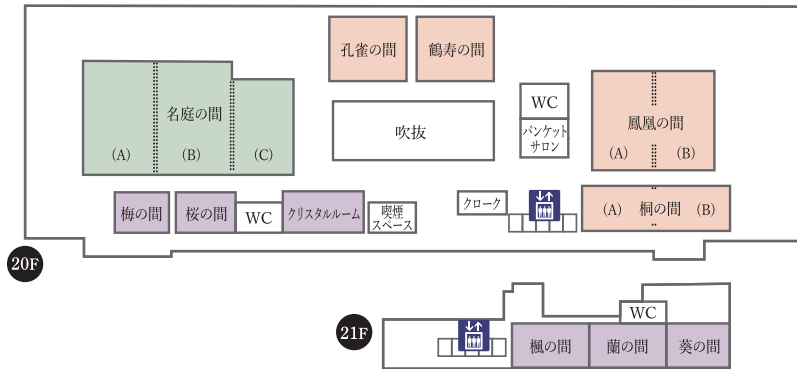 孔雀の間
鶴寿の間
名庭の間
(A)
(B)
(C)
吹抜
WC
バンケット
サロン
鳳凰の間
(A)
(B)
梅の間
桜の間
WC
クリスタルルーム
喫煙
スペース
クローク
(A) 桐の間 (B)
20F
21F
WC
楓の間
蘭の間
葵の間